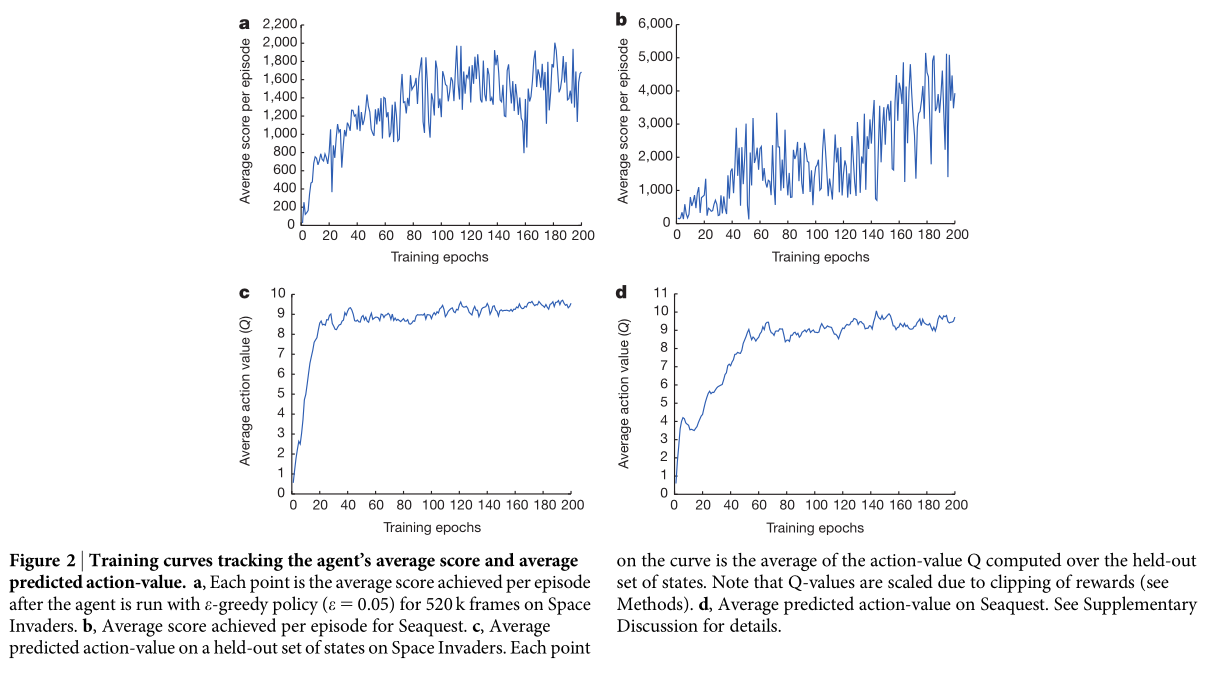 a
2,200
2,000
1,800
1,600
1,400
1,200
1,000
800
600
400
200
0
Average score per episode
0 20 40 60 80 100 120 140 160 180 200
Training epochs
b
6,000
5,000
4,000
3,000
2,000
1,000
0
Average score per episode
0 20 40 60 80 100 120 140 160 180 200
Training epochs
c
10
9
8
7
6
5
4
3
2
1
0
Average action value (Q)
0 20 40 60 80 100 120 140 160 180 200
Training epochs
d
11
10
9
8
7
6
5
4
3
2
1
0
Average action value (Q)
0 20 40 60 80 100 120 140 160 180 200
Training epochs
Figure 2 | Training curves tracking the agent’s average score and average
predicted action-value. a, Each point is the average score achieved per episode
after the agent is run with ε-greedy policy (ε = 0.05) for 520 k frames on Space
Invaders. b, Average score achieved per episode for Seaquest. c, Average
predicted action-value on a held-out set of states on Space Invaders. Each point
on the curve is the average of the action-value Q computed over the held-out
set of states. Note that Q-values are scaled due to clipping of rewards (see
Methods). d, Average predicted action-value on Seaquest. See Supplementary
Discussion for details.